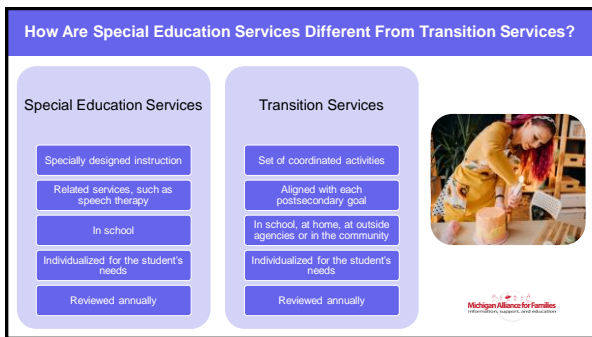 How Are Special Education Services Different From Transition Services?
Special Education Services
Specially designed instruction
Related services, such as
speech therapy
In school
Individualized for the student's
needs
Reviewed annually
Transition Services
Set of coordinated activities
Aligned with each
postsecondary goal
In school, at home, at outside
agencies or in the community
Individualized for the student's
needs
Reviewed annually
Michigan Alliance for Families
information, support, and education